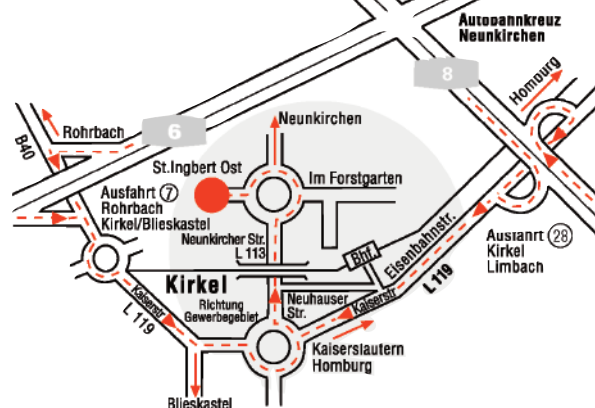 Autobahnkreuz
Neunkirchen
8
Homburg
Neunkirchen
6
Rohrbach
B40
St.Ingbert Ost
Im Forstgarten
Ausfahrt 7
Rohrbach
Kirkel/Blieskastel
Neunkircher Str.
L 113
Ausfahrt 28
Kirkel
Limbach
Bhf.
Eisenbahnstr.
L 119
Kirkel
Richtung
Gewerbegebiet
Neuhauser
Str.
Kaiserstr
Kaiserstr
L 119
Kaiserslautern
Homburg
Blieskastel